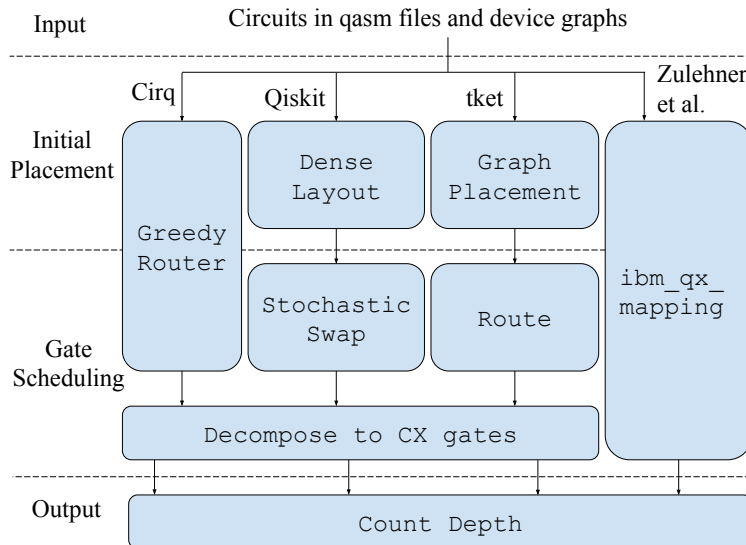 Input
Circuits in qasm files and device graphs
Cirq
Qiskit
tket
Zulehner
et al.
Initial
Placement
Greedy
Router
Dense
Layout
Graph
Placement
ibm_qx_
mapping
Gate
Scheduling
Stochastic
Swap
Route
Decompose to CX gates
Output
Count Depth